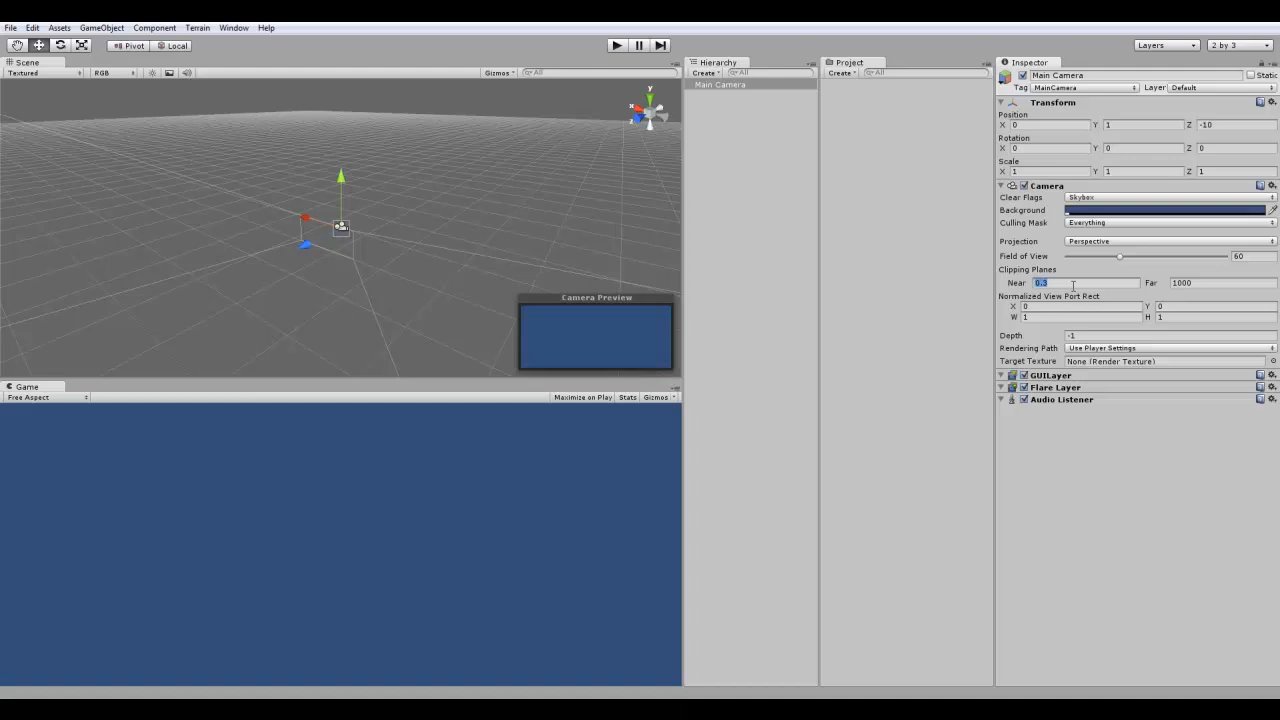 File Edit Assets GameObject Component Terrain Window Help
Pivot Local Layers 2 by 3
Scene
Textured RGB Gizmos All
y
x
z
Camera Preview
Game
Free Aspect Maximize on Play Stats Gizmos
Hierarchy
Create All
Main Camera
Project
Create All
Inspector
Main Camera Static
Tag MainCamera Layer Default
Transform
Position
X 0 Y 1 Z -10
Rotation
X 0 Y 0 Z 0
Scale
X 1 Y 1 Z 1
Camera
Clear Flags Skybox
Background
Culling Mask Everything
Projection Perspective
Field of View 60
Clipping Planes
Near 0.3 Far 1000
Normalized View Port Rect
X 0 Y 0
W 1 H 1
Depth -1
Rendering Path Use Player Settings
Target Texture None (Render Texture)
GUILayer
Flare Layer
Audio Listener